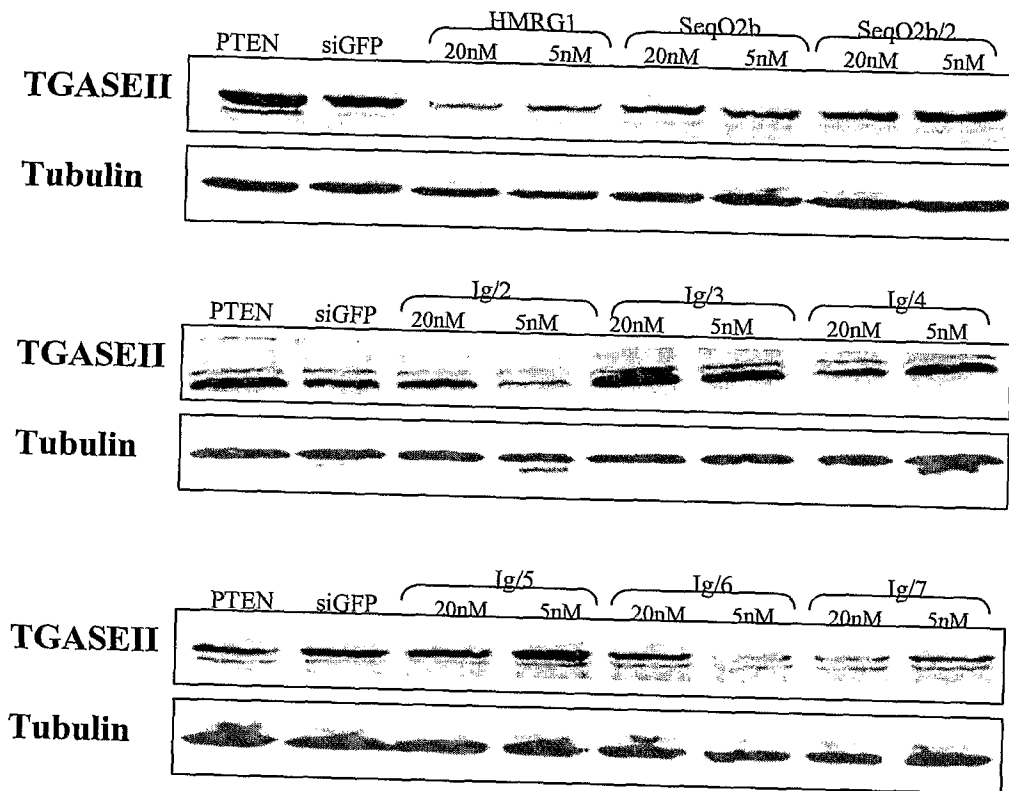 HMRG1 SeqO2b SeqO2b/2
PTEN siGFP 20nM 5nM 20nM 5nM 20nM 5nM
TGASEII
Tubulin
Ig/2 Ig/3 Ig/4
PTEN siGFP 20nM 5nM 20nM 5nM 20nM 5nM
TGASEII
Tubulin
Ig/5 Ig/6 Ig/7
PTEN siGFP 20nM 5nM 20nM 5nM 20nM 5nM
TGASEII
Tubulin